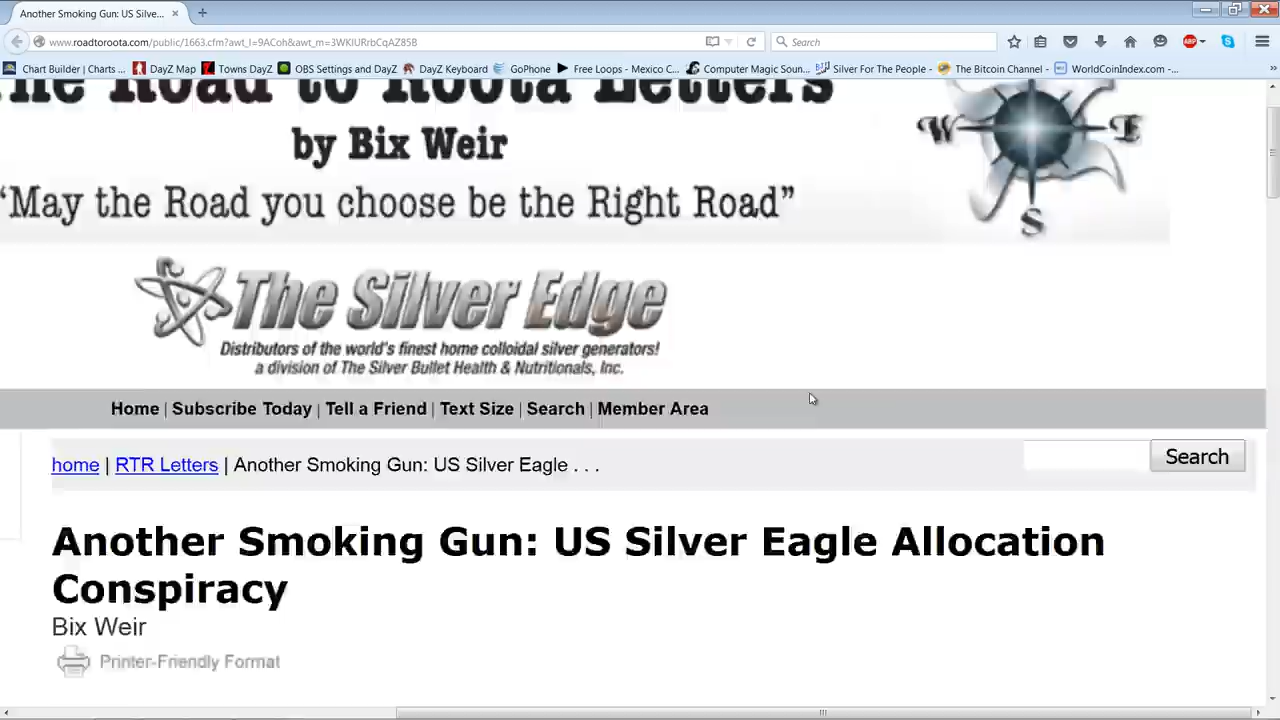 Another Smoking Gun: US Silve...
www.roadtoroota.com/public/1663.cfm?awt_l=9ACoh&awt_m=3WKIURrbCqAZ85B
Search
Chart Builder | Charts ... DayZ Map Towns DayZ OBS Settings and DayZ DayZ Keyboard GoPhone Free Loops - Mexico C... Computer Magic Soun... Silver For The People - ... The Bitcoin Channel - ... WorldCoinIndex.com -... »
The Road to Roota Letters
by Bix Weir
“May the Road you choose be the Right Road”
W E
S
The Silver Edge
Distributors of the world's finest home colloidal silver generators!
a division of The Silver Bullet Health & Nutritionals, Inc.
Home | Subscribe Today | Tell a Friend | Text Size | Search | Member Area
home | RTR Letters | Another Smoking Gun: US Silver Eagle . . .
Search
Another Smoking Gun: US Silver Eagle Allocation
Conspiracy
Bix Weir
Printer-Friendly Format